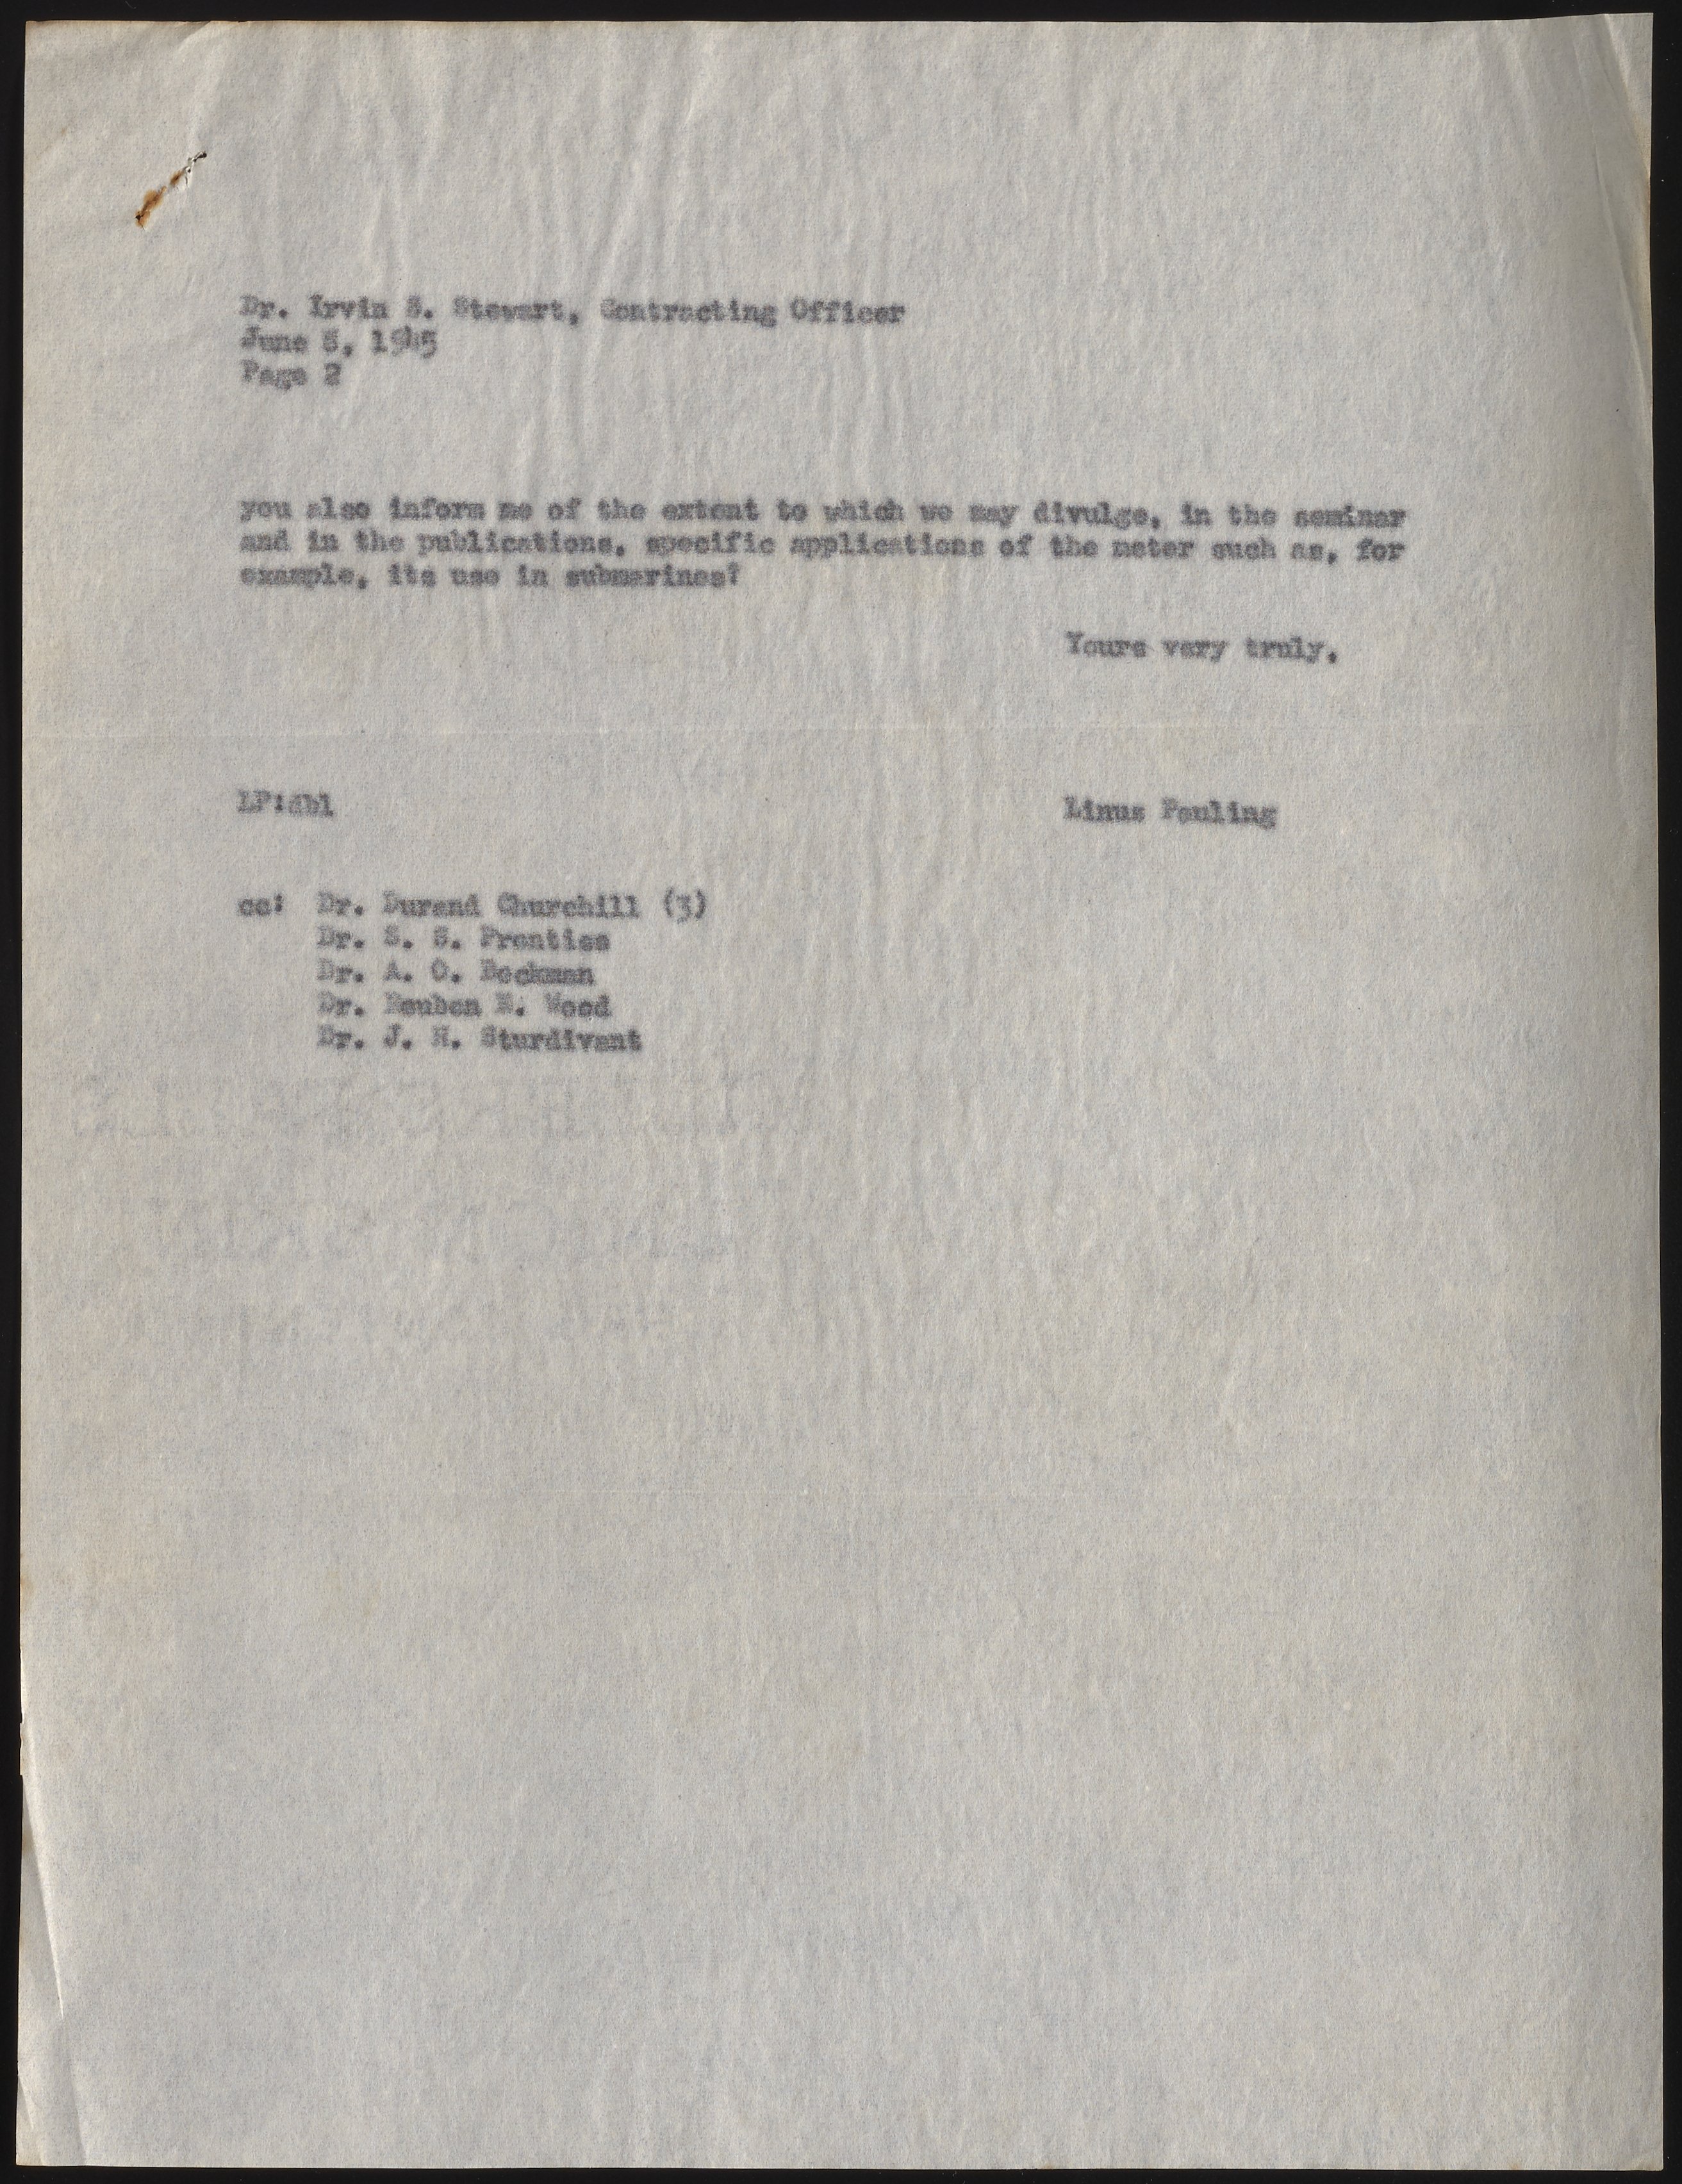 Dr. Irvin S. Stewart, Contracting Officer
June 5, 1945
Page 2
you also inform me of the extent to which we may divulge, in the seminar
and in the publications, specific applications of the meter such as, for
example, its use in submarines?
Yours very truly,
LP:dbl
Linus Pauling
cc: Dr. Durand Churchill (3)
Dr. S. S. Prentiss
Dr. A. O. Beckman
Dr. Reuben E. Wood
Dr. J. H. Sturdivant